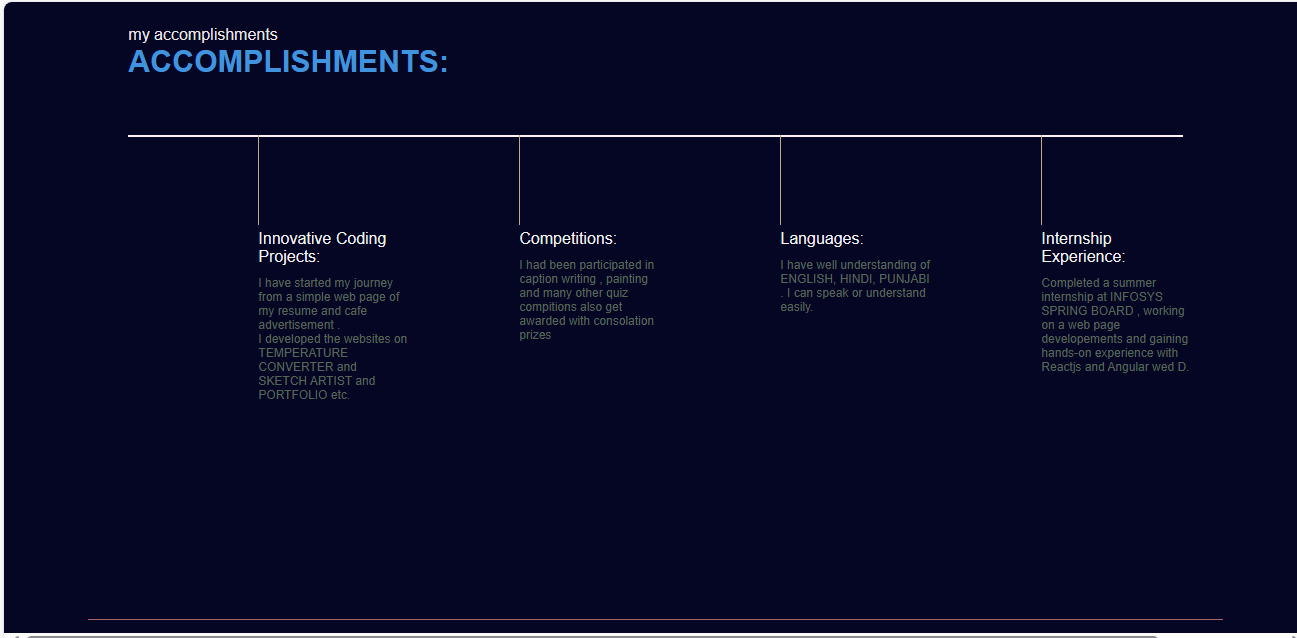 my accomplishments
ACCOMPLISHMENTS:
Innovative Coding
Projects:
I have started my journey
from a simple web page of
my resume and cafe
advertisement .
I developed the websites on
TEMPERATURE
CONVERTER and
SKETCH ARTIST and
PORTFOLIO etc.
Competitions:
I had been participated in
caption writing , painting
and many other quiz
compitions also get
awarded with consolation
prizes
Languages:
I have well understanding of
ENGLISH, HINDI, PUNJABI
. I can speak or understand
easily.
Internship
Experience:
Completed a summer
internship at INFOSYS
SPRING BOARD , working
on a web page
developements and gaining
hands-on experience with
Reactjs and Angular wed D.